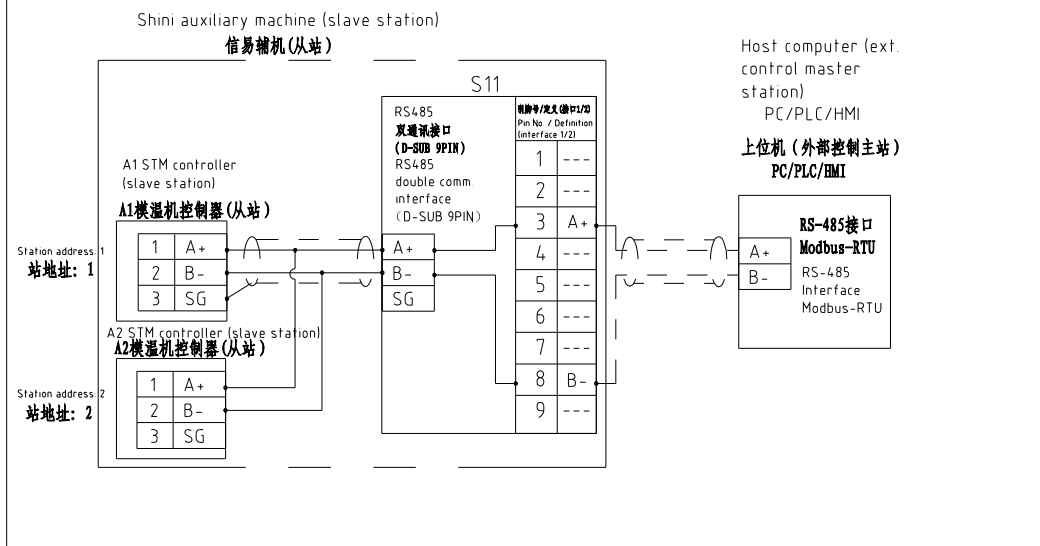 Shini auxiliary machine (slave station)
信易辅机(从站)
Host computer (ext.
control master
station)
PC/PLC/HMI
上位机(外部控制主站)
PC/PLC/HMI
S11
RS485
双通讯接口
(D-SUB 9PIN)
RS485
double comm.
interface
(D-SUB 9PIN)
A+
B-
SG
引脚号/定义(接口1/2)
Pin No. / Definition
(interface 1/2)
1 ---
2 ---
3 A+
4 ---
5 ---
6 ---
7 ---
8 B-
9 ---
A1 STM controller
(slave station)
A1模温机控制器(从站)
Station address: 1
站地址: 1
1 A+
2 B-
3 SG
A2 STM controller (slave station)
A2模温机控制器(从站)
Station address: 2
站地址: 2
1 A+
2 B-
3 SG
A+
B-
RS-485接口
Modbus-RTU
RS-485
Interface
Modbus-RTU